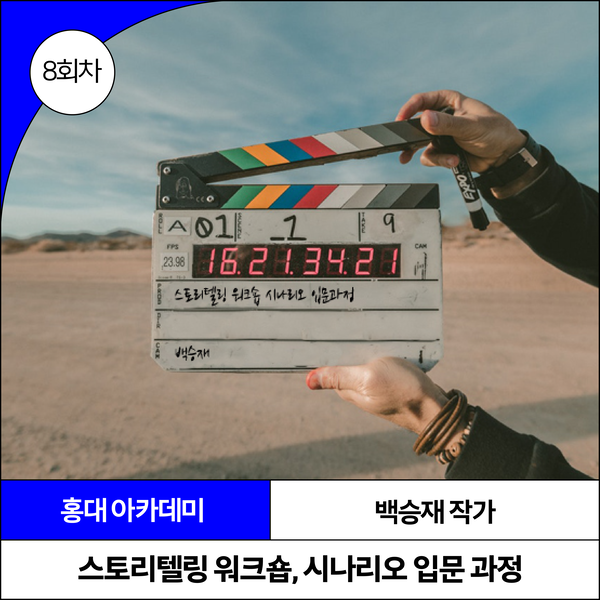 8회차
A 01 1 9
FPS
CAM
23.98
16.21.34.21
스토리텔링 워크숍 시나리오 입문과정
백승재
홍대 아카데미
백승재 작가
스토리텔링 워크숍, 시나리오 입문 과정